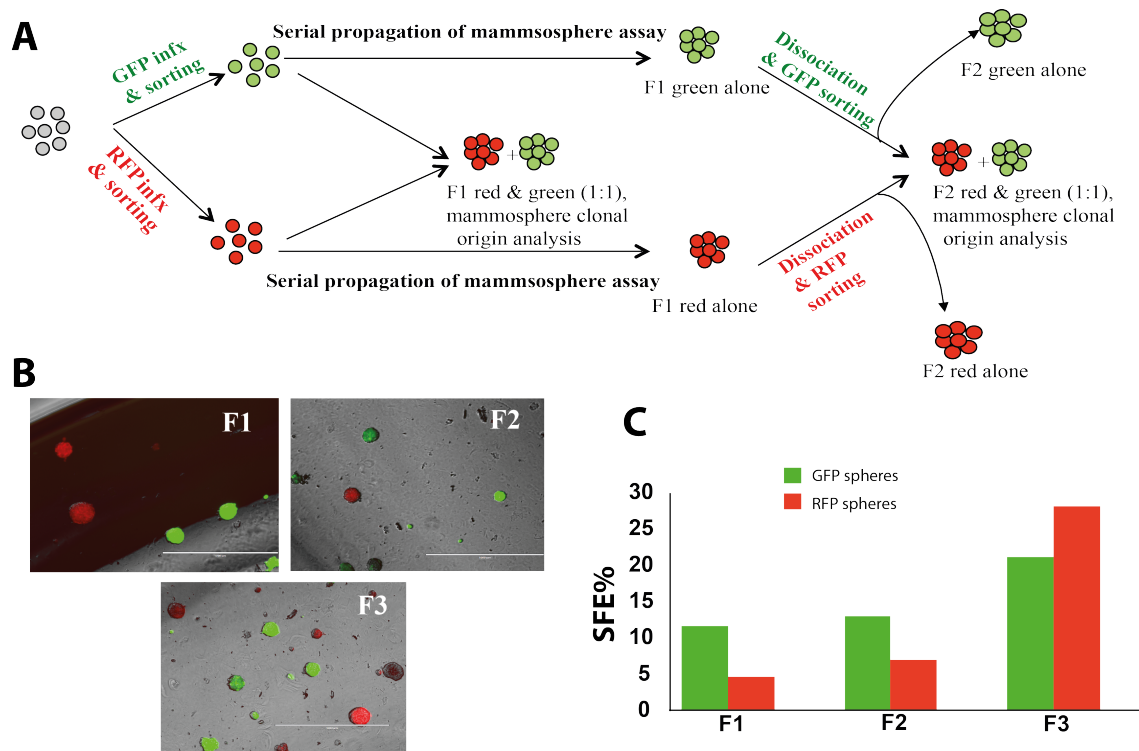 A
GFP infx
& sorting
RFP infx
& sorting
Serial propagation of mammsosphere assay
F1 green alone
F1 red & green (1:1),
mammosphere clonal
origin analysis
+
Serial propagation of mammsosphere assay
F1 red alone
Dissociation
& GFP sorting
Dissociation
& RFP
sorting
F2 green alone
+
F2 red & green (1:1),
mammosphere clonal
origin analysis
F2 red alone
B
F1
F2
F3
C
GFP spheres
RFP spheres
SFE%
30
25
20
15
10
5
0
F1
F2
F3